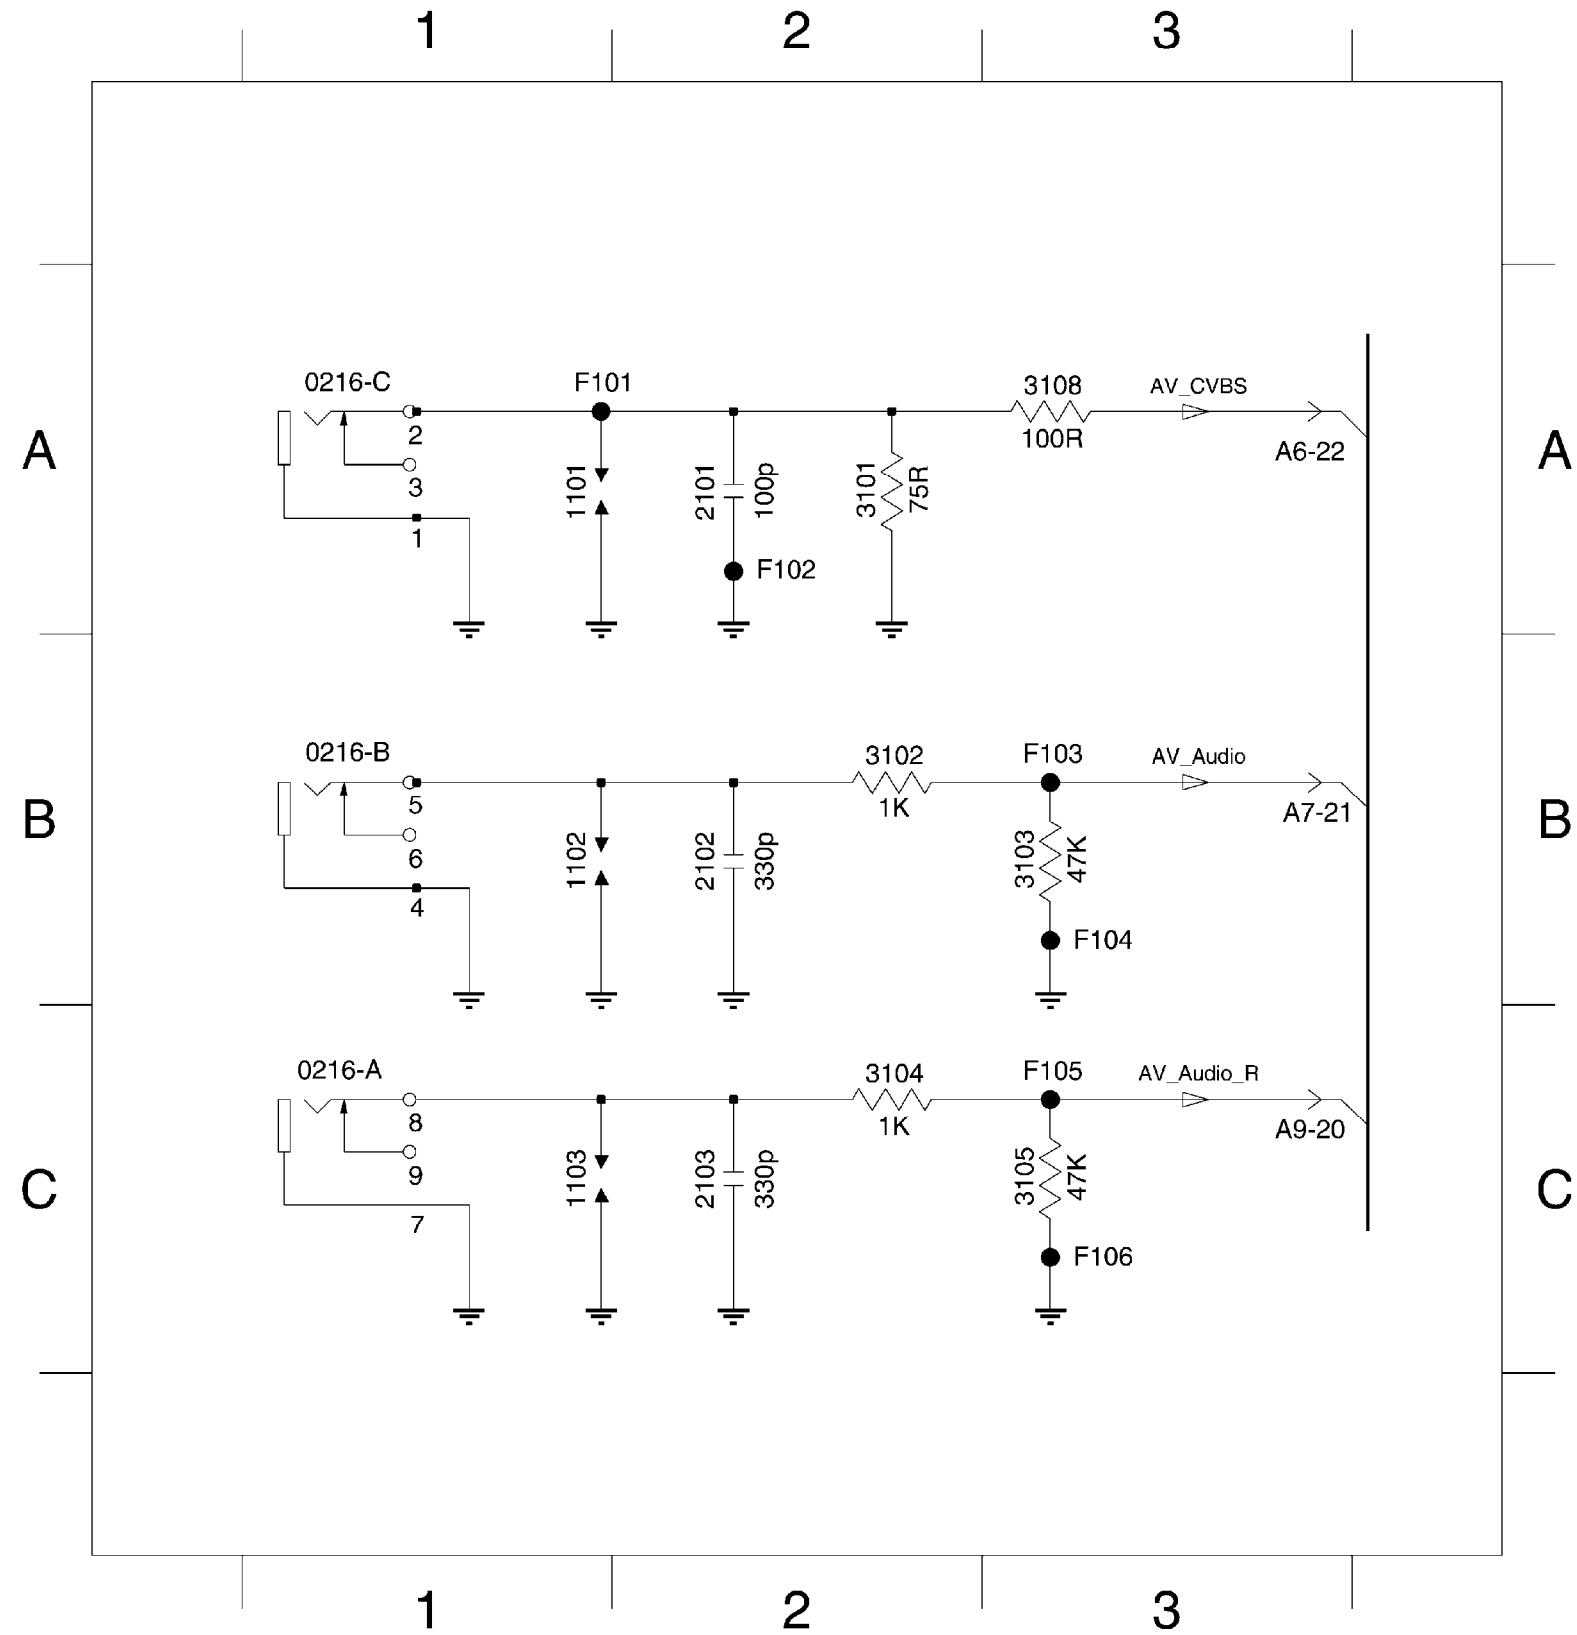 1 2 3
0216-C F101 3108 AV_CVBS
2 100R A6-22
A A
3 1101 2101 100p 3101 75R
1
F102
0216-B 3102 F103 AV_Audio
5 1K A7-21
B B
6 1102 2102 330p 3103 47K
4
F104
0216-A 3104 F105 AV_Audio_R
8 1K A9-20
9 1103 2103 330p 3105 47K
C C
7
F106
1 2 3